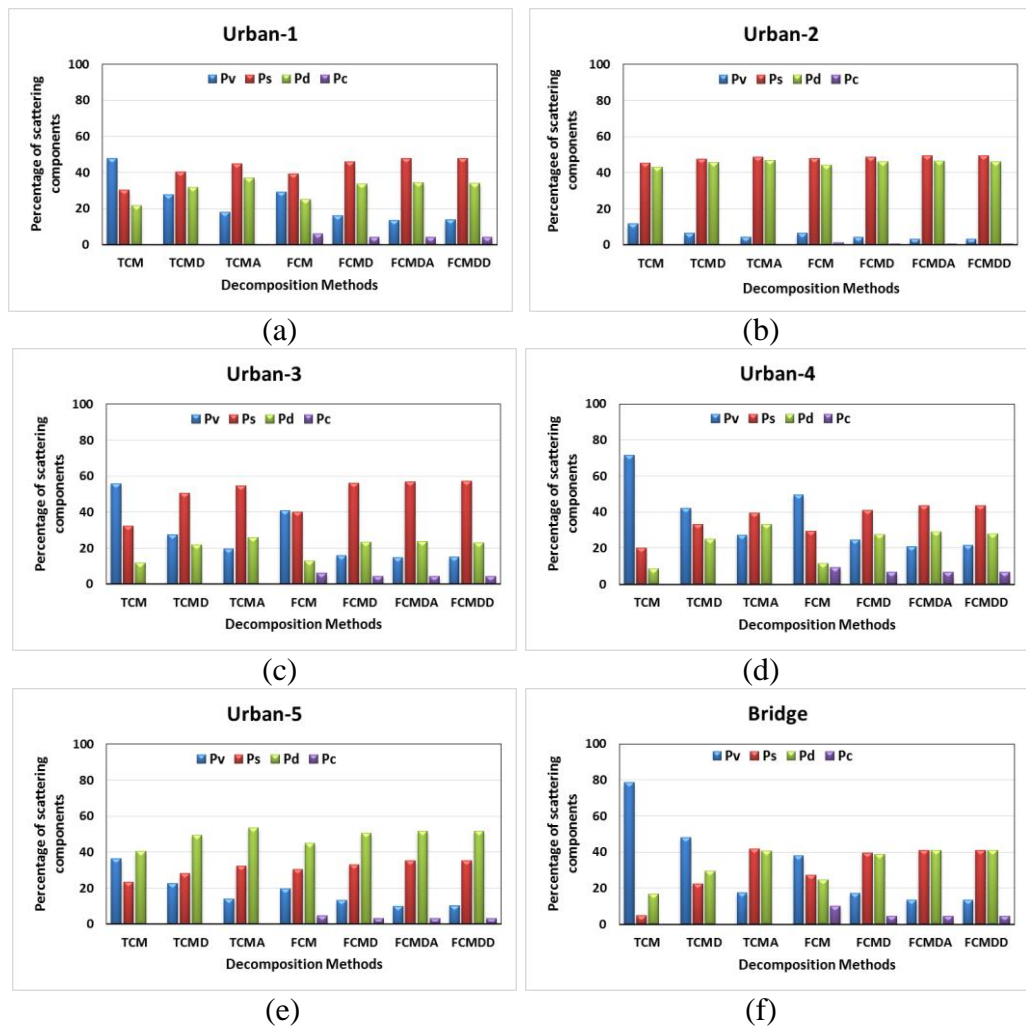 Urban-1
Percentage of scattering
components
100
80
60
40
20
0
Pv Ps Pd Pc
TCM TCMD TCMA FCM FCMD FCMDA FCMDD
Decomposition Methods
(a)
Urban-2
Percentage of scattering
components
100
80
60
40
20
0
Pv Ps Pd Pc
TCM TCMD TCMA FCM FCMD FCMDA FCMDD
Decomposition Methods
(b)
Urban-3
Percentage of scattering
components
100
80
60
40
20
0
Pv Ps Pd Pc
TCM TCMD TCMA FCM FCMD FCMDA FCMDD
Decomposition Methods
(c)
Urban-4
Percentage of scattering
components
100
80
60
40
20
0
Pv Ps Pd Pc
TCM TCMD TCMA FCM FCMD FCMDA FCMDD
Decomposition Methods
(d)
Urban-5
Percentage of scattering
components
100
80
60
40
20
0
Pv Ps Pd Pc
TCM TCMD TCMA FCM FCMD FCMDA FCMDD
Decomposition Methods
(e)
Bridge
Percentage of scattering
components
100
80
60
40
20
0
Pv Ps Pd Pc
TCM TCMD TCMA FCM FCMD FCMDA FCMDD
Decomposition Methods
(f)